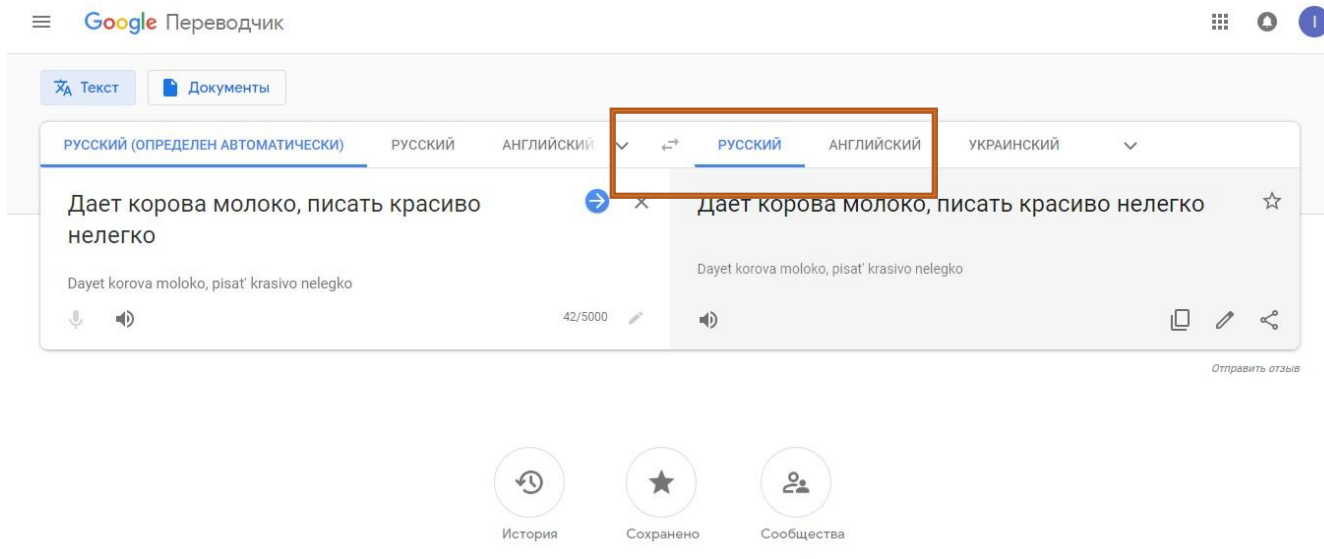 Google Переводчик
I
Текст
Документы
РУССКИЙ (ОПРЕДЕЛЕН АВТОМАТИЧЕСКИ) РУССКИЙ АНГЛИЙСКИЙ РУССКИЙ АНГЛИЙСКИЙ УКРАИНСКИЙ
Дает корова молоко, писать красиво
нелегко
Dayet korova moloko, pisat' krasivo nelegko
42/5000
Дает корова молоко, писать красиво нелегко
Dayet korova moloko, pisat' krasivo nelegko
Отправить отзыв
История
Сохранено
Сообщества